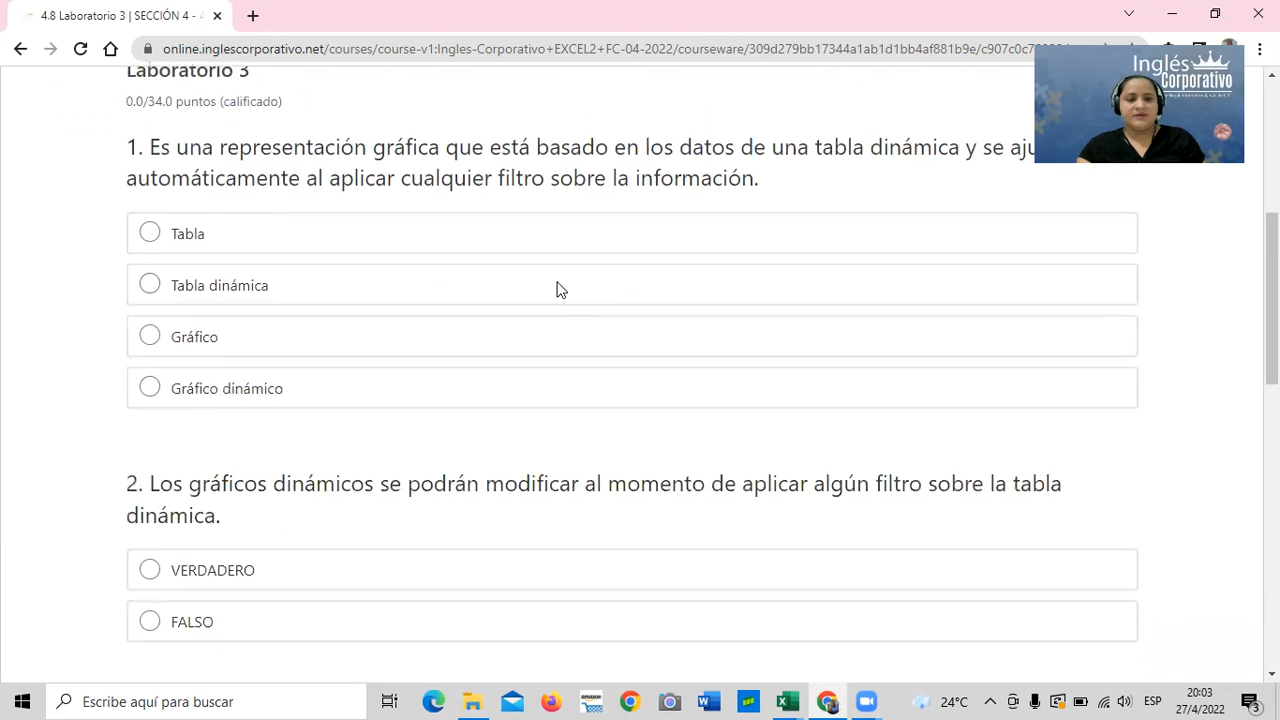 4.8 Laboratorio 3 | SECCIÓN 4 -
online.inglescorporativo.net/courses/course-v1:Ingles-Corporativo+EXCEL2+FC-04-2022/courseware/309d279bb17344a1ab1d1bb4af881b9e/c907c0c7
Inglés
Corporativo
Laboratorio 3
0.0/34.0 puntos (calificado)
1. Es una representación gráfica que está basado en los datos de una tabla dinámica y se aju
automáticamente al aplicar cualquier filtro sobre la información.
Tabla
Tabla dinámica
Gráfico
Gráfico dinámico
2. Los gráficos dinámicos se podrán modificar al momento de aplicar algún filtro sobre la tabla
dinámica.
VERDADERO
FALSO
Escribe aquí para buscar
amazon
24°C
ESP
20:03
27/4/2022
3